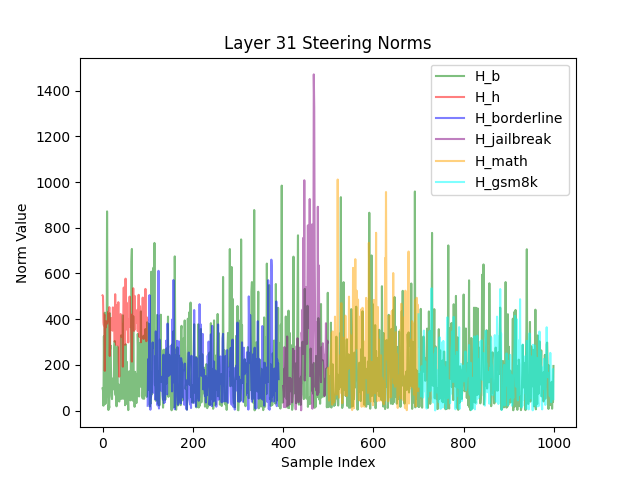 Layer 31 Steering Norms
Norm Value
1400
1200
1000
800
600
400
200
0
H_b
H_h
H_borderline
H_jailbreak
H_math
H_gsm8k
0
200
400
600
800
1000
Sample Index